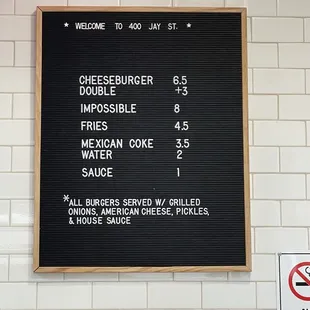 * WELCOME TO 400 JAY ST. *
CHEESEBURGER 6.5
DOUBLE +3
IMPOSSIBLE 8
FRIES 4.5
MEXICAN COKE 3.5
WATER 2
SAUCE 1
*ALL BURGERS SERVED W/ GRILLED
ONIONS, AMERICAN CHEESE, PICKLES,
& HOUSE SAUCE